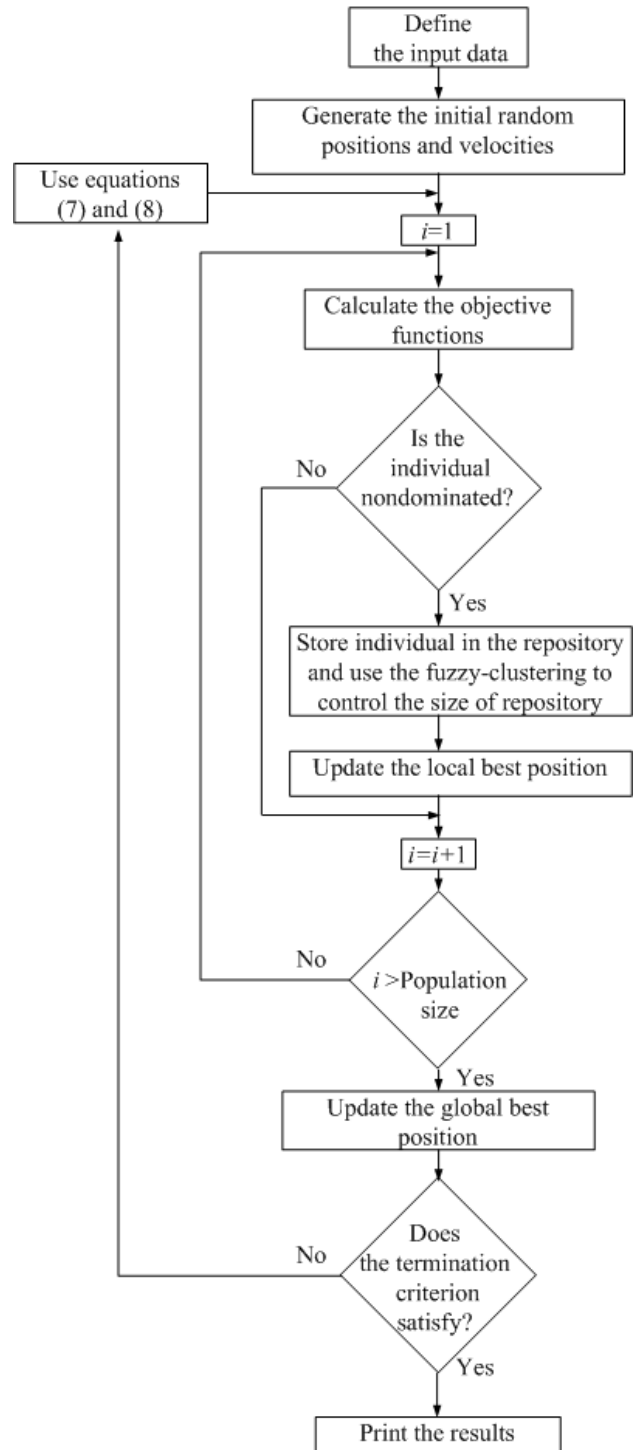 Define
the input data
Generate the initial random
positions and velocities
Use equations
(7) and (8)
i=1
Calculate the objective
functions
Is the
individual
nondominated?
No
Yes
Store individual in the repository
and use the fuzzy-clustering to
control the size of repository
Update the local best position
i=i+1
No
i >Population
size
Yes
Update the global best
position
Does
the termination
criterion
satisfy?
No
Yes
Print the results